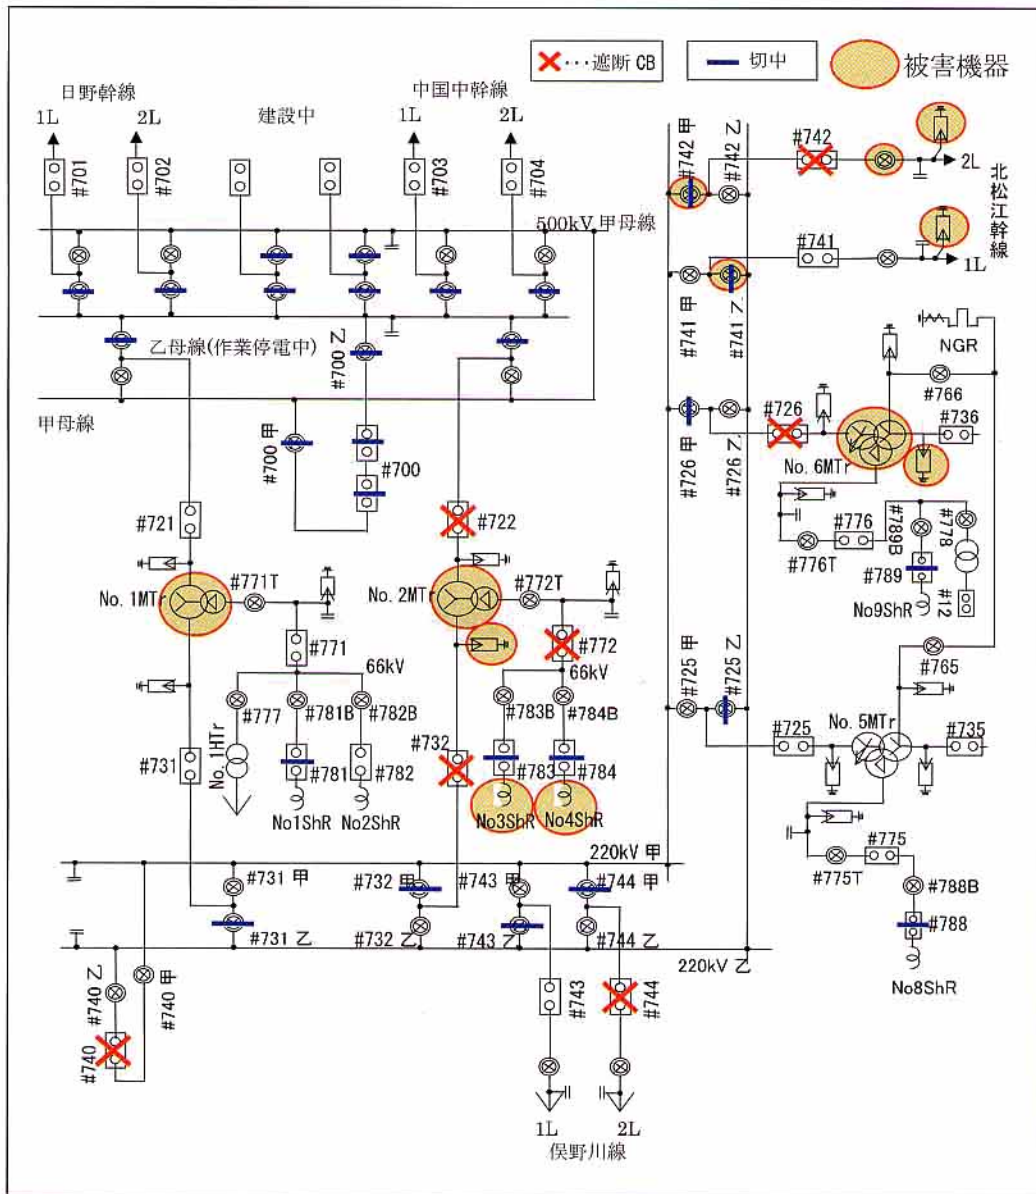 … 遮断 CB
切中
被害機器
日野幹線
1L
2L
建設中
中国中幹線
1L
2L
#701
#702
#703
#704
500kV 甲母線
乙母線(作業停電中)
甲母線
#700 乙
#700 甲
#700
#721
#722
No. 1MTr
#771T
#771
66kV
#777
#781B
#782B
No. 1HTr
#781
#782
No1ShR
No2ShR
#731
No. 2MTr
#772T
#772
66kV
#783B
#784B
#732
#783
#784
No3ShR
No4ShR
220kV 甲
#731 甲
#732 甲
#743 甲
#744 甲
#731 乙
#732 乙
#743 乙
#744 乙
220kV 乙
#740 乙
#740 甲
#740
#743
#744
1L
2L
俣野川線
#742 甲
#742 乙
#742
2L
北松江幹線
#741
1L
#741 甲
#741 乙
NGR
#766
#726
#736
#726 甲
#726 乙
No. 6MTr
#776
#776T
#789B
#778
#789
No9ShR
#12
#765
#725 甲
#725 乙
#725
No. 5MTr
#735
#775
#775T
#788B
#788
No8ShR